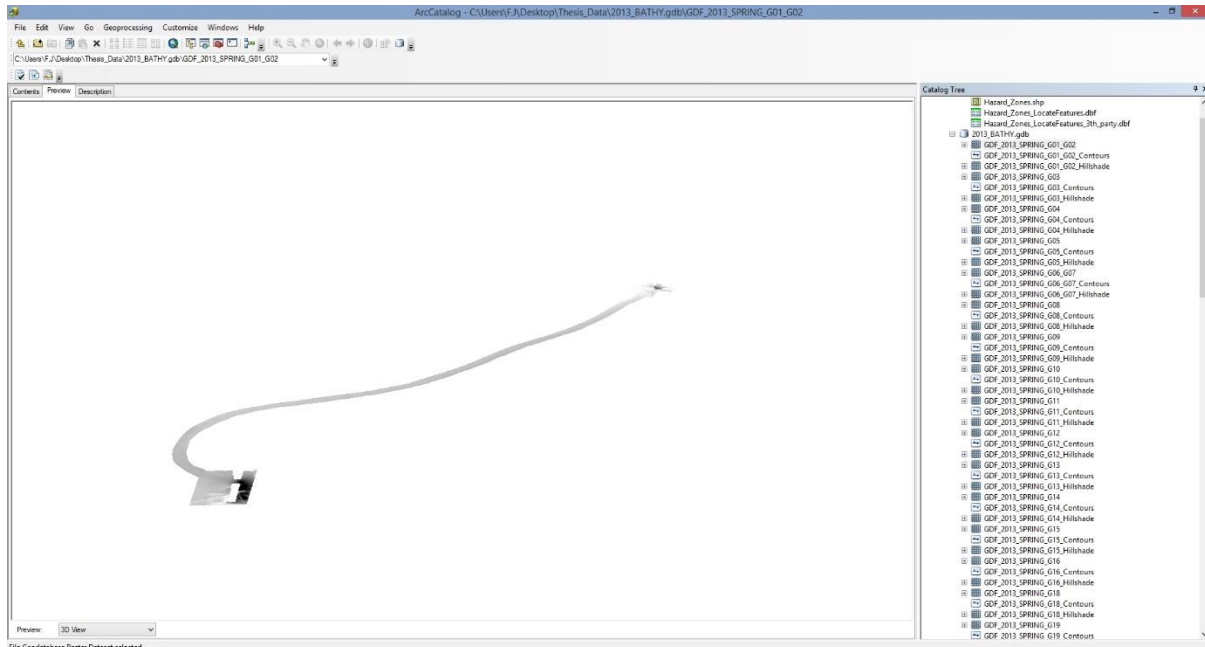 ArcCatalog - C:\Users\F.J\Desktop\Thesis_Data\2013_BATHY.gdb\GDF_2013_SPRING_G01_G02
File Edit View Go Geoprocessing Customize Windows Help
C:\Users\F.J\Desktop\Thesis_Data\2013_BATHY.gdb\GDF_2013_SPRING_G01_G02
Contents Preview Description
Catalog Tree
Hazard_Zones.shp
Hazard_Zones_LocateFeatures.dbf
Hazard_Zones_LocateFeatures_3th_party.dbf
2013_BATHY.gdb
GDF_2013_SPRING_G01_G02
GDF_2013_SPRING_G01_G02_Contours
GDF_2013_SPRING_G01_G02_Hillshade
GDF_2013_SPRING_G03
GDF_2013_SPRING_G03_Contours
GDF_2013_SPRING_G03_Hillshade
GDF_2013_SPRING_G04
GDF_2013_SPRING_G04_Contours
GDF_2013_SPRING_G04_Hillshade
GDF_2013_SPRING_G05
GDF_2013_SPRING_G05_Contours
GDF_2013_SPRING_G05_Hillshade
GDF_2013_SPRING_G06_G07
GDF_2013_SPRING_G06_G07_Contours
GDF_2013_SPRING_G06_G07_Hillshade
GDF_2013_SPRING_G08
GDF_2013_SPRING_G08_Contours
GDF_2013_SPRING_G08_Hillshade
GDF_2013_SPRING_G09
GDF_2013_SPRING_G09_Contours
GDF_2013_SPRING_G09_Hillshade
GDF_2013_SPRING_G10
GDF_2013_SPRING_G10_Contours
GDF_2013_SPRING_G10_Hillshade
GDF_2013_SPRING_G11
GDF_2013_SPRING_G11_Contours
GDF_2013_SPRING_G11_Hillshade
GDF_2013_SPRING_G12
GDF_2013_SPRING_G12_Contours
GDF_2013_SPRING_G12_Hillshade
GDF_2013_SPRING_G13
GDF_2013_SPRING_G13_Contours
GDF_2013_SPRING_G13_Hillshade
GDF_2013_SPRING_G14
GDF_2013_SPRING_G14_Contours
GDF_2013_SPRING_G14_Hillshade
GDF_2013_SPRING_G15
GDF_2013_SPRING_G15_Contours
GDF_2013_SPRING_G15_Hillshade
GDF_2013_SPRING_G16
GDF_2013_SPRING_G16_Contours
GDF_2013_SPRING_G16_Hillshade
GDF_2013_SPRING_G18
GDF_2013_SPRING_G18_Contours
GDF_2013_SPRING_G18_Hillshade
GDF_2013_SPRING_G19
GDF_2013_SPRING_G19_Contours
Preview: 3D View
File Geodatabase Raster Dataset selected